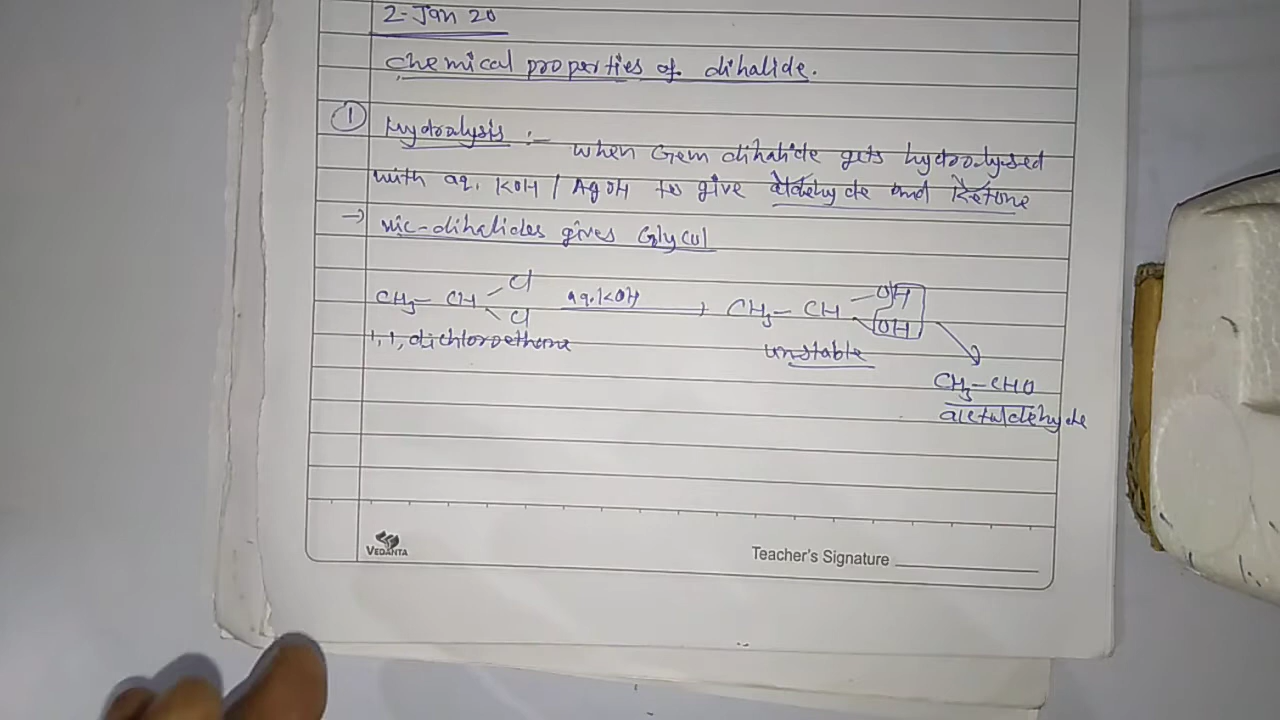 2-Jan 20
Chemical properties of dihalide.
① Hydrolysis :- when Gem dihalide gets hydrolysed
with aq. KOH / AgOH to give aldehyde and Ketone
→ vic-dihalides gives Glycol
CH3 - CH Cl Cl aq.KOH → CH3 - CH OH OH
1,1, dichloroethane unstable
CH3-CHO
acetaldehyde
VEDANTA
Teacher's Signature